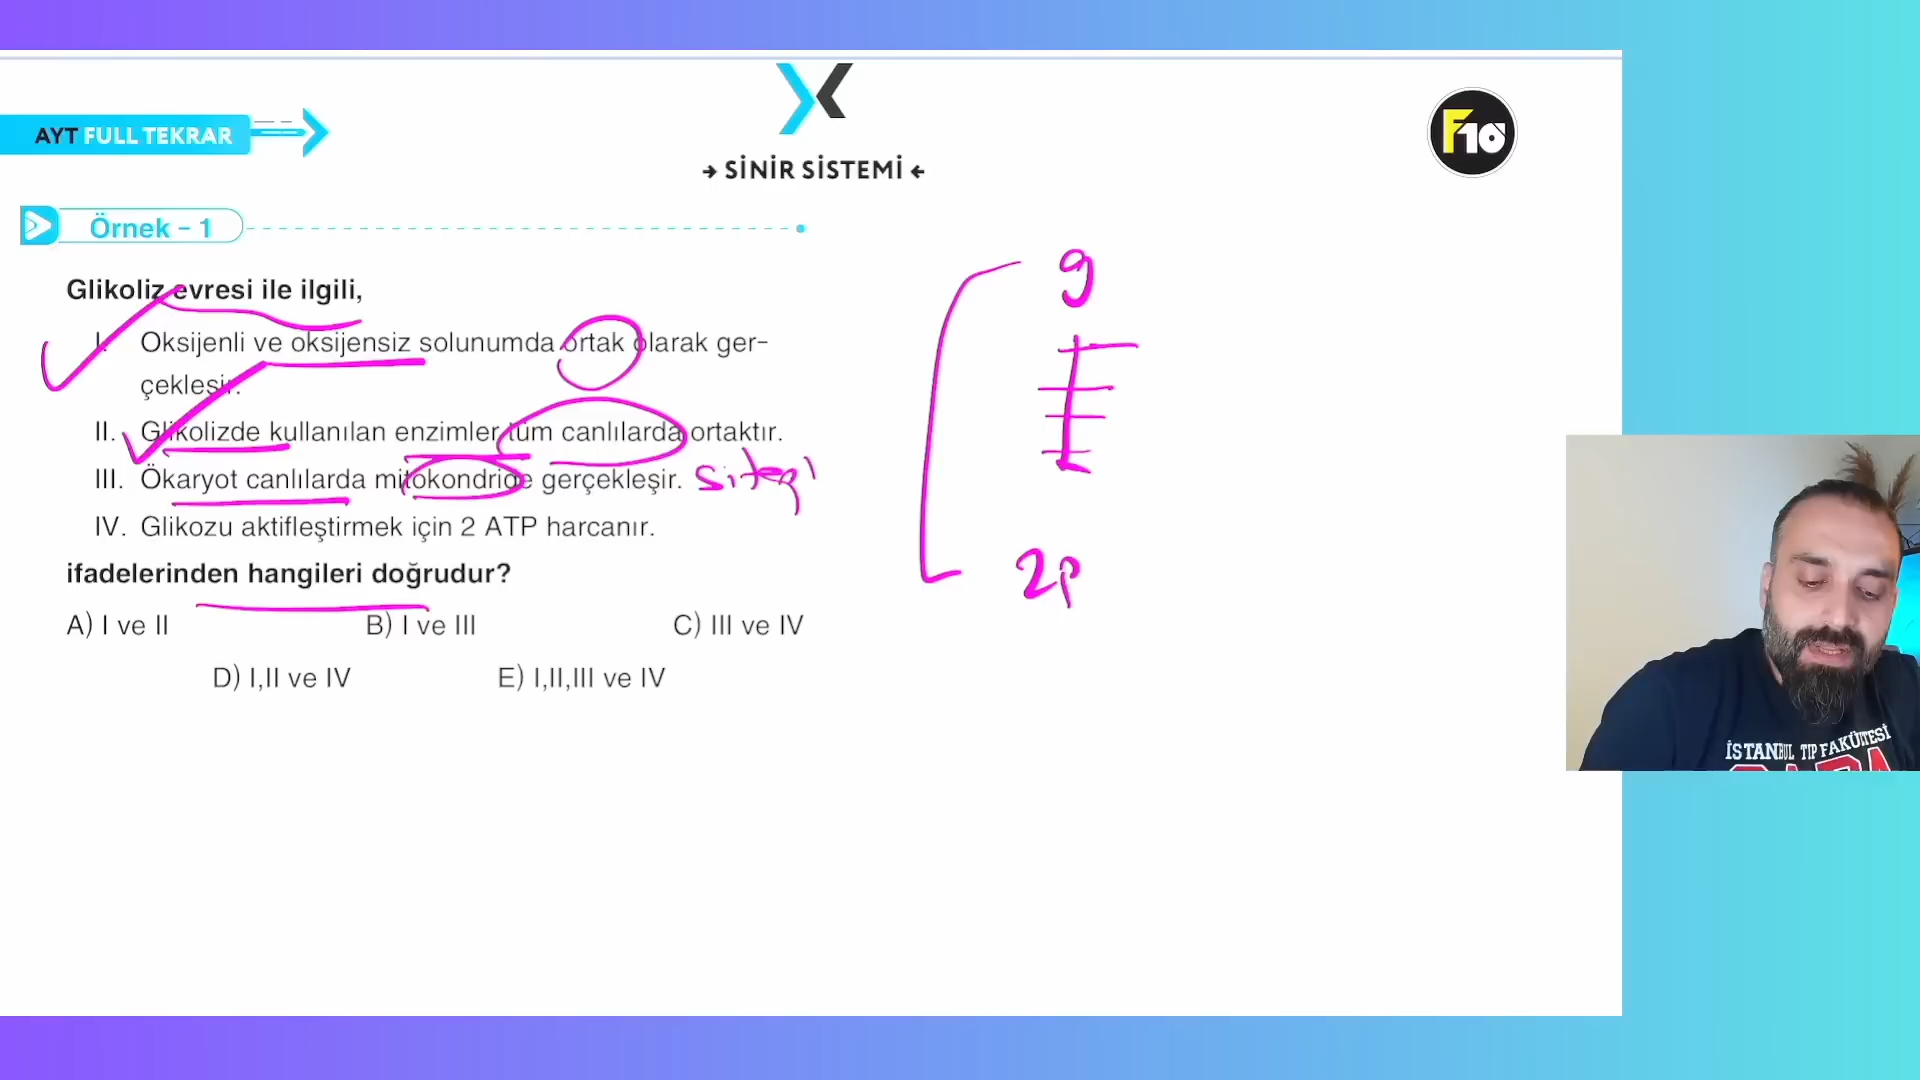 AYT FULL TEKRAR
SİNİR SİSTEMİ
F10
Örnek - 1
Glikoliz evresi ile ilgili,
I. Oksijenli ve oksijensiz solunumda ortak olarak ger-
çekleşir.
II. Glikolizde kullanılan enzimler tüm canlılarda ortaktır.
III. Ökaryot canlılarda mitokondride gerçekleşir. sitopl
IV. Glikozu aktifleştirmek için 2 ATP harcanır.
ifadelerinden hangileri doğrudur?
A) I ve II B) I ve III C) III ve IV
D) I,II ve IV E) I,II,III ve IV
g
2p
İSTANBUL TIP FAKÜLTESİ